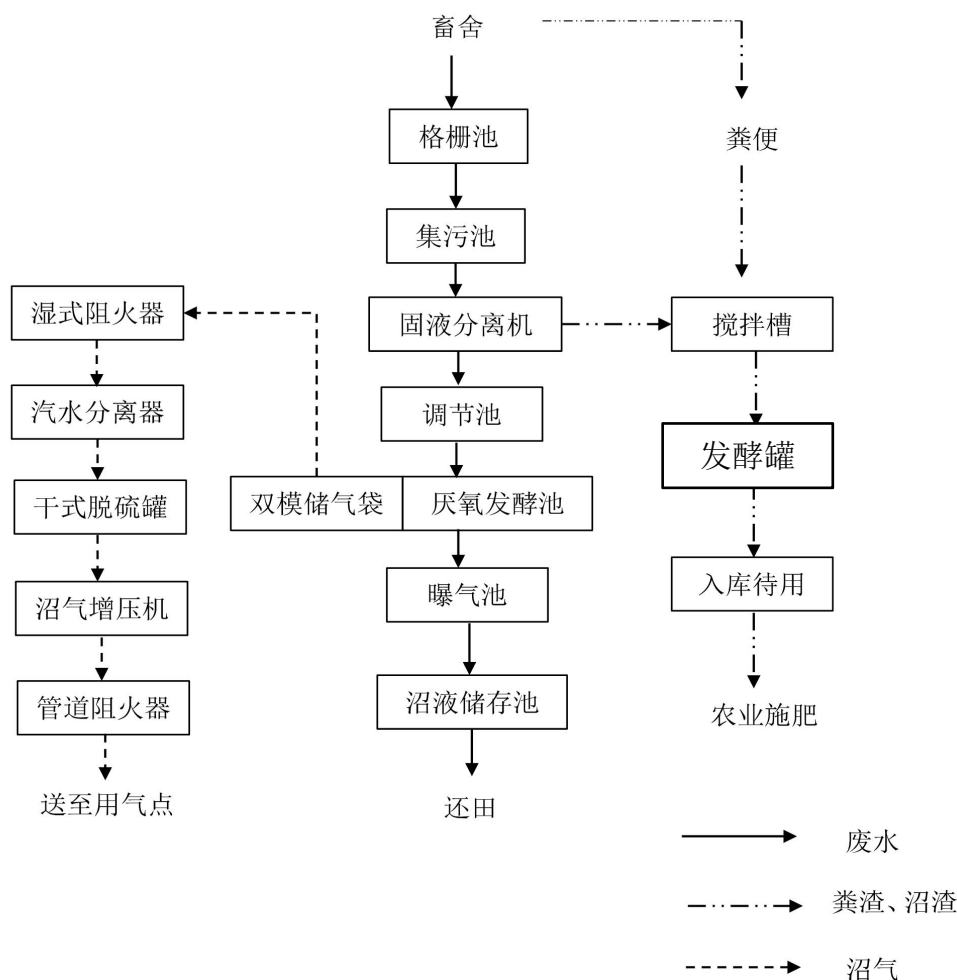 畜舍
格栅池
粪便
集污池
湿式阻火器
固液分离机
搅拌槽
汽水分离器
调节池
发酵罐
干式脱硫罐
双模储气袋
厌氧发酵池
沼气增压机
曝气池
入库待用
管道阻火器
沼液储存池
农业施肥
送至用气点
还田
废水
粪渣、沼渣
沼气